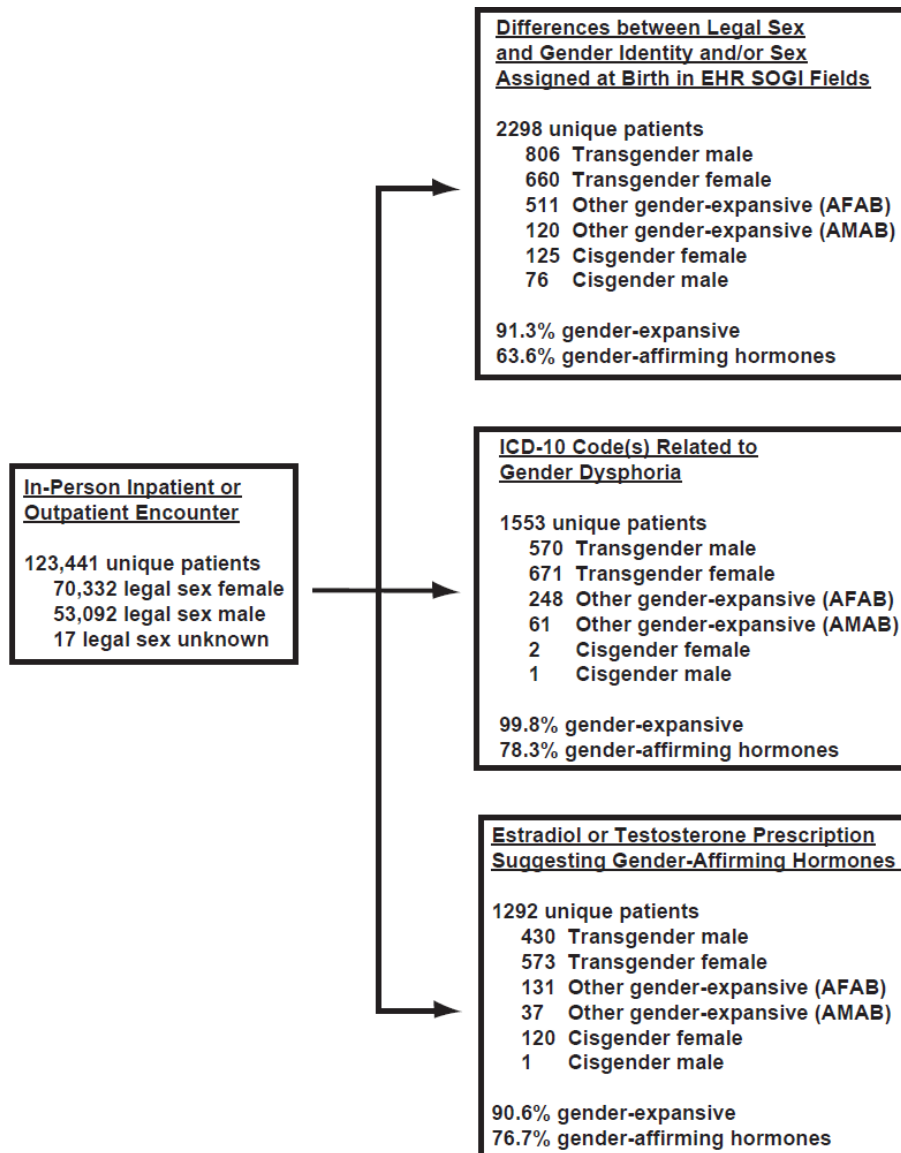 Differences between Legal Sex
and Gender Identity and/or Sex
Assigned at Birth in EHR SOGI Fields
2298 unique patients
806 Transgender male
660 Transgender female
511 Other gender-expansive (AFAB)
120 Other gender-expansive (AMAB)
125 Cisgender female
76 Cisgender male
91.3% gender-expansive
63.6% gender-affirming hormones
In-Person Inpatient or
Outpatient Encounter
123,441 unique patients
70,332 legal sex female
53,092 legal sex male
17 legal sex unknown
ICD-10 Code(s) Related to
Gender Dysphoria
1553 unique patients
570 Transgender male
671 Transgender female
248 Other gender-expansive (AFAB)
61 Other gender-expansive (AMAB)
2 Cisgender female
1 Cisgender male
99.8% gender-expansive
78.3% gender-affirming hormones
Estradiol or Testosterone Prescription
Suggesting Gender-Affirming Hormones
1292 unique patients
430 Transgender male
573 Transgender female
131 Other gender-expansive (AFAB)
37 Other gender-expansive (AMAB)
120 Cisgender female
1 Cisgender male
90.6% gender-expansive
76.7% gender-affirming hormones